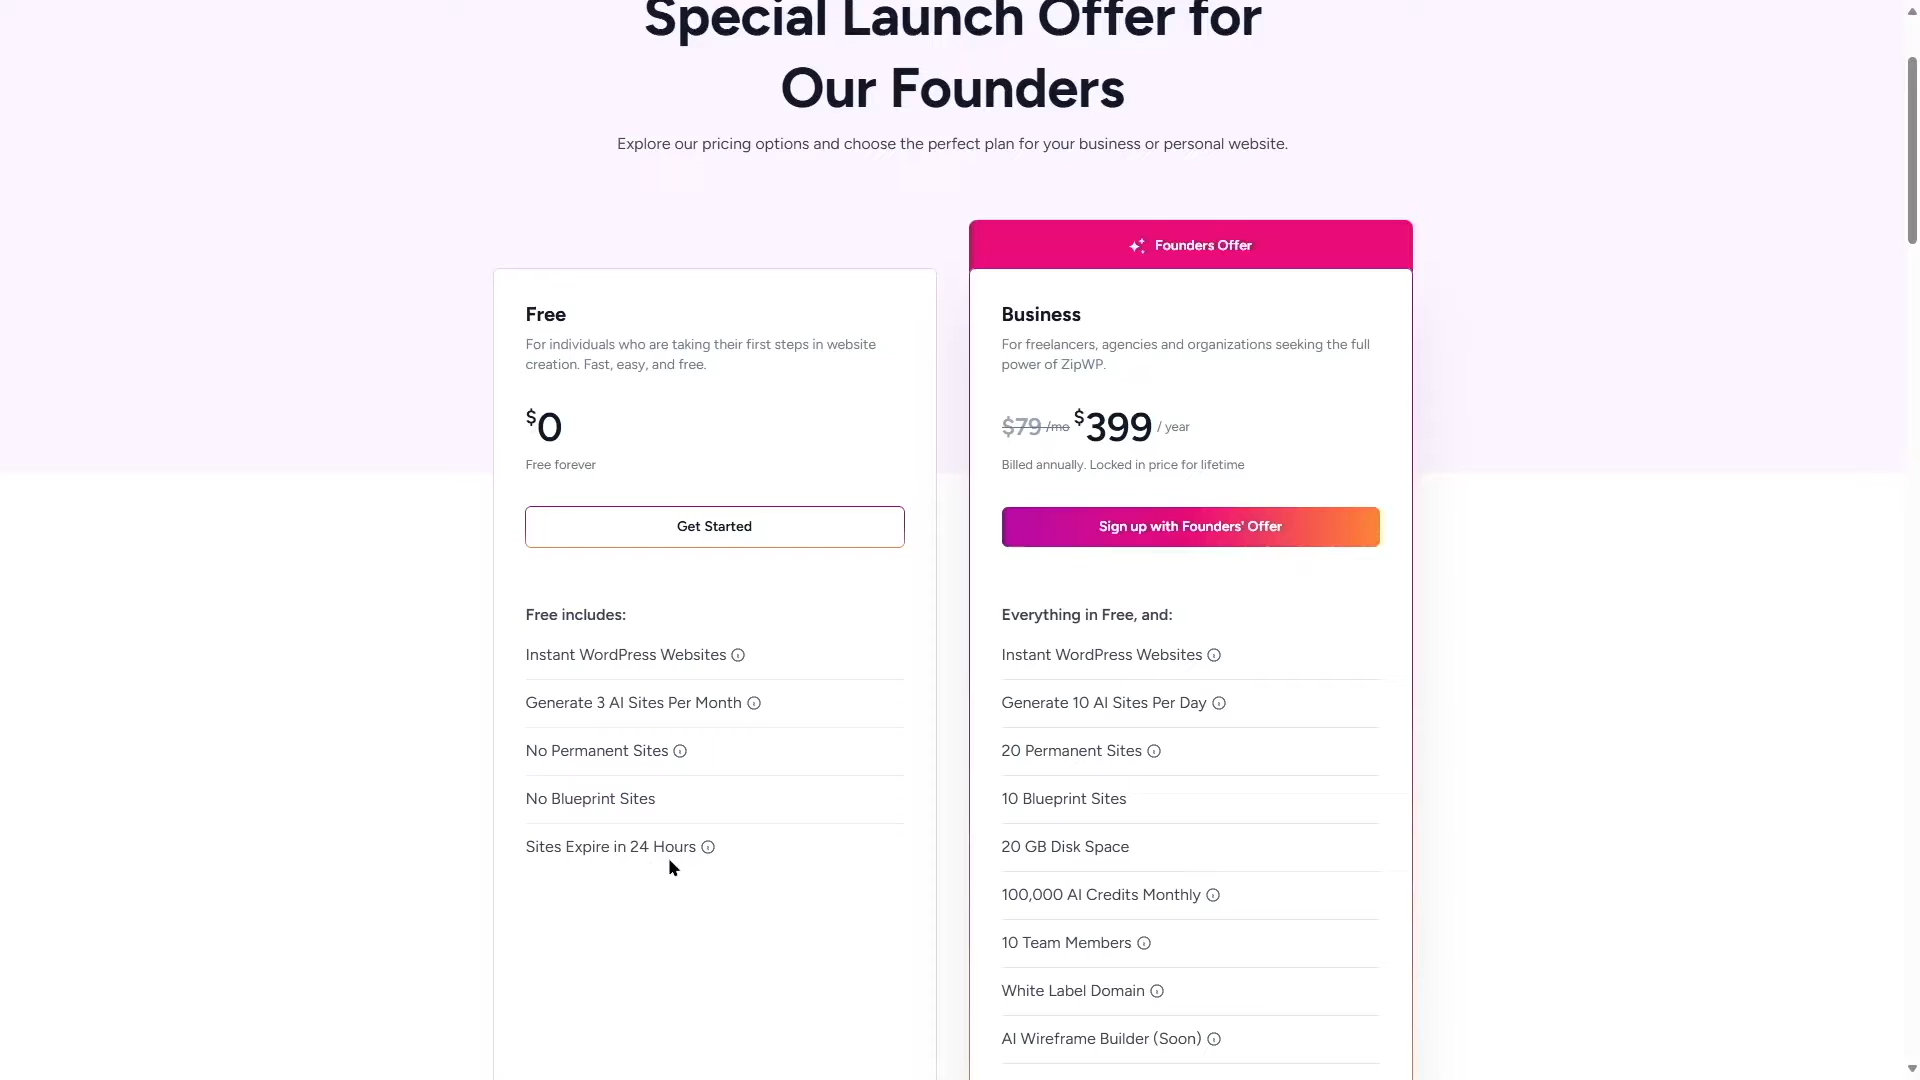 Special Launch Offer for
Our Founders
Explore our pricing options and choose the perfect plan for your business or personal website.
Free
For individuals who are taking their first steps in website
creation. Fast, easy, and free.
$0
Free forever
Get Started
Free includes:
Instant WordPress Websites
Generate 3 AI Sites Per Month
No Permanent Sites
No Blueprint Sites
Sites Expire in 24 Hours
Founders Offer
Business
For freelancers, agencies and organizations seeking the full
power of ZipWP.
$79 /mo $399 / year
Billed annually. Locked in price for lifetime
Sign up with Founders' Offer
Everything in Free, and:
Instant WordPress Websites
Generate 10 AI Sites Per Day
20 Permanent Sites
10 Blueprint Sites
20 GB Disk Space
100,000 AI Credits Monthly
10 Team Members
White Label Domain
AI Wireframe Builder (Soon)